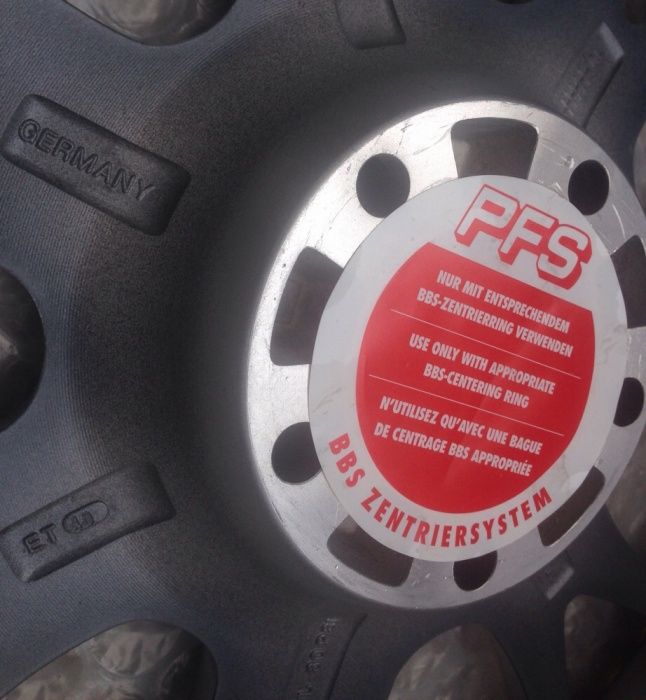 GERMANY
PFS
NUR MIT ENTSPRECHENDEM
BBS-ZENTRIERRING VERWENDEN
USE ONLY WITH APPROPRIATE
BBS-CENTERING RING
N'UTILISEZ QU'AVEC UNE BAGUE
DE CENTRAGE BBS APPROPRIÉE
BBS ZENTRIERSYSTEM
ET